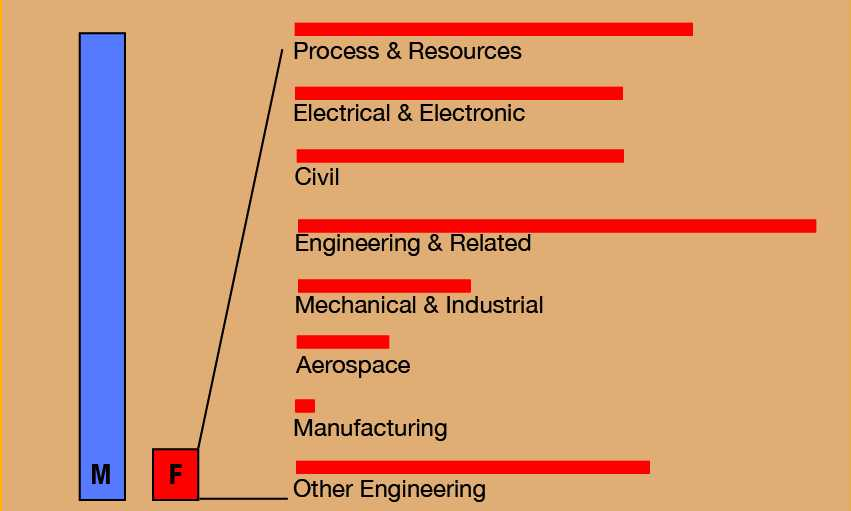 Process & Resources
Electrical & Electronic
Civil
Engineering & Related
Mechanical & Industrial
Aerospace
Manufacturing
M
F
Other Engineering